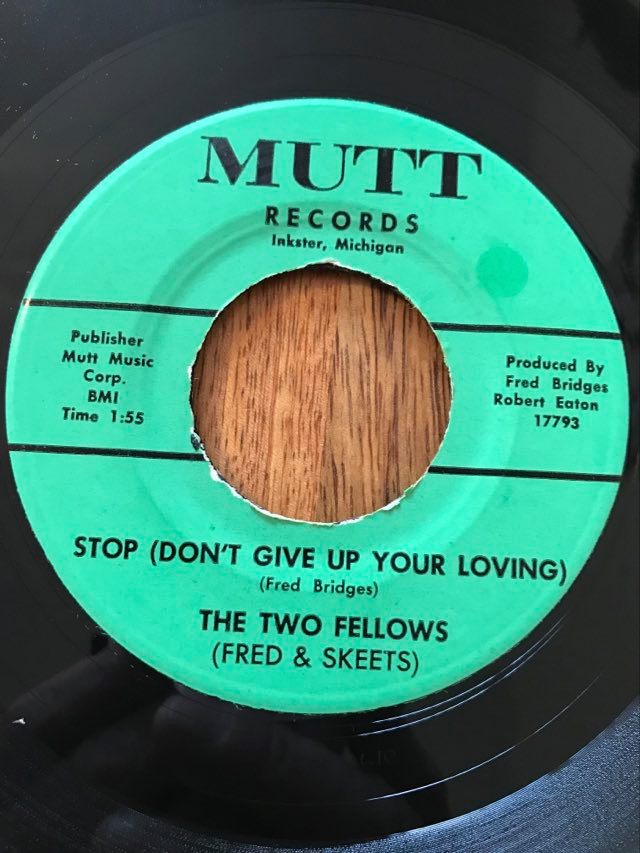 MUTT
RECORDS
Inkster, Michigan
Publisher
Mutt Music
Corp.
BMI
Time 1:55
Produced By
Fred Bridges
Robert Eaton
17793
STOP (DON'T GIVE UP YOUR LOVING)
(Fred Bridges)
THE TWO FELLOWS
(FRED & SKEETS)